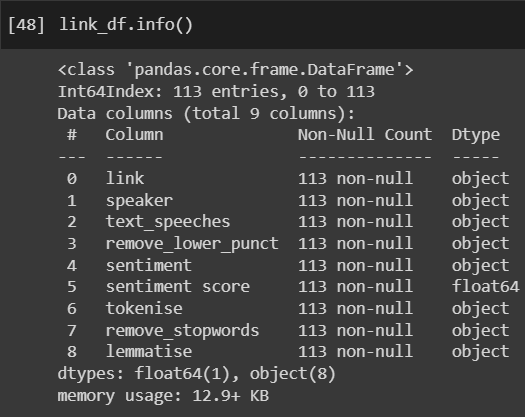 [48] link_df.info()
<class 'pandas.core.frame.DataFrame'>
Int64Index: 113 entries, 0 to 113
Data columns (total 9 columns):
 #   Column             Non-Null Count  Dtype
---  ------             --------------  -----
 0   link               113 non-null    object
 1   speaker            113 non-null    object
 2   text_speeches      113 non-null    object
 3   remove_lower_punct 113 non-null    object
 4   sentiment          113 non-null    object
 5   sentiment score    113 non-null    float64
 6   tokenise           113 non-null    object
 7   remove_stopwords   113 non-null    object
 8   lemmatise          113 non-null    object
dtypes: float64(1), object(8)
memory usage: 12.9+ KB